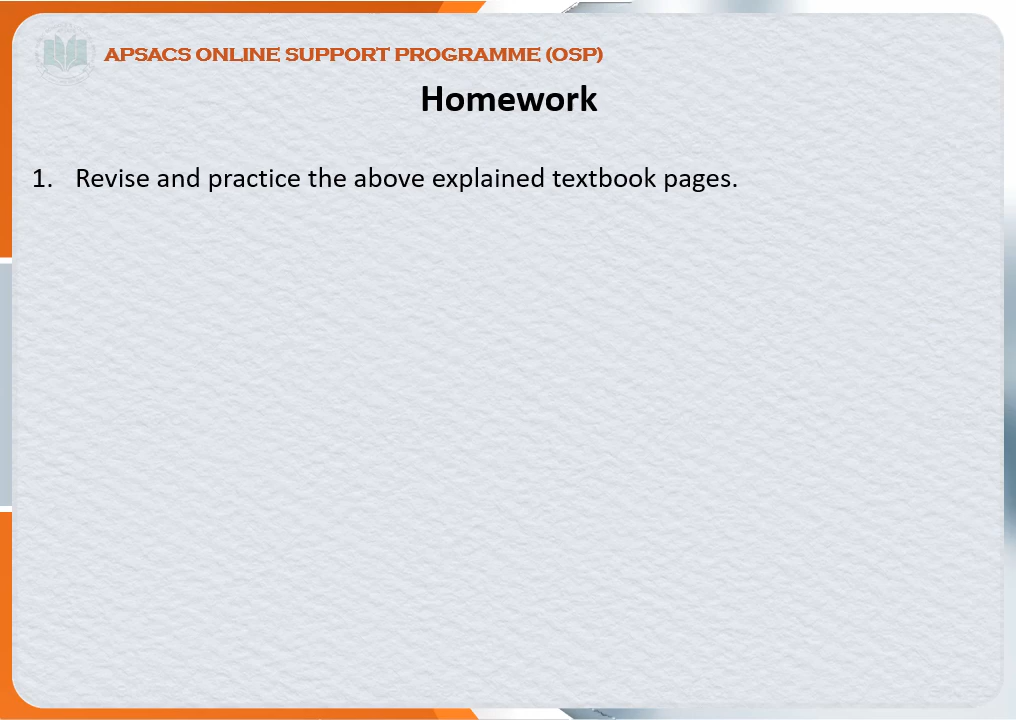 APSACS ONLINE SUPPORT PROGRAMME (OSP)
Homework
1. Revise and practice the above explained textbook pages.